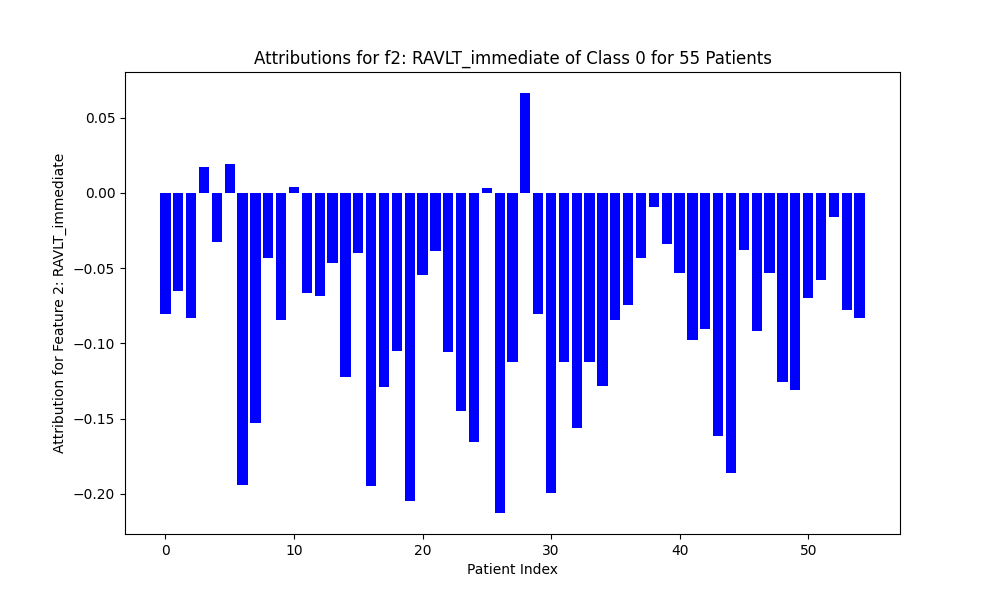 Attributions for f2: RAVLT_immediate of Class 0 for 55 Patients
Attribution for Feature 2: RAVLT_immediate
0.05
0.00
−0.05
−0.10
−0.15
−0.20
0 10 20 30 40 50
Patient Index